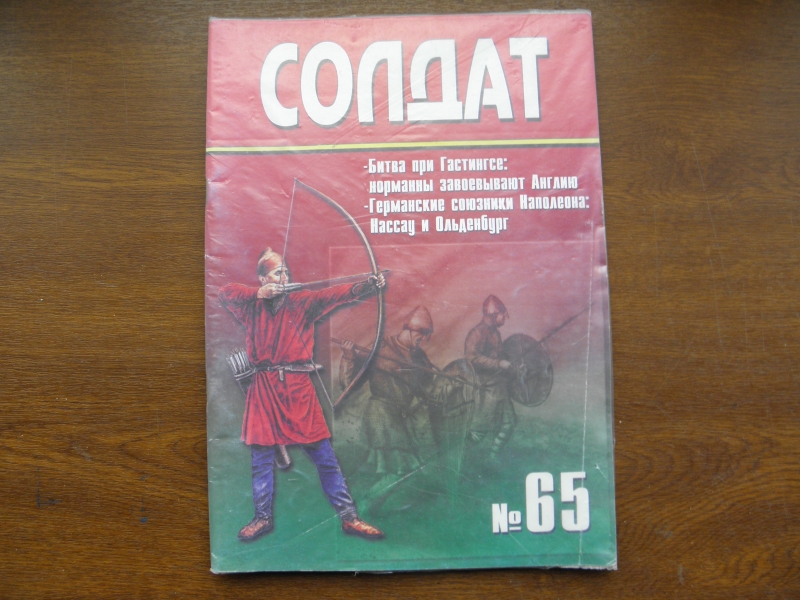 СОЛДАТ
-Битва при Гастингсе:
норманны завоевывают Англию
-Германские союзники Наполеона:
Нассау и Ольденбург
№65